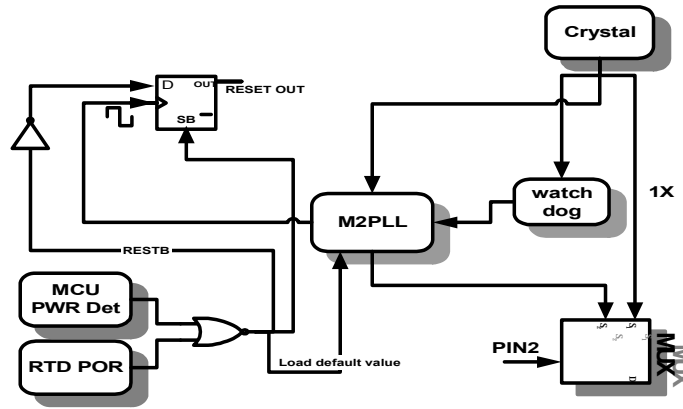 Crystal
D
OUT
RESET OUT
SB
watch
dog
1X
M2PLL
RESTB
MCU
PWR Det
RTD POR
Load default value
PIN2
MUX
D